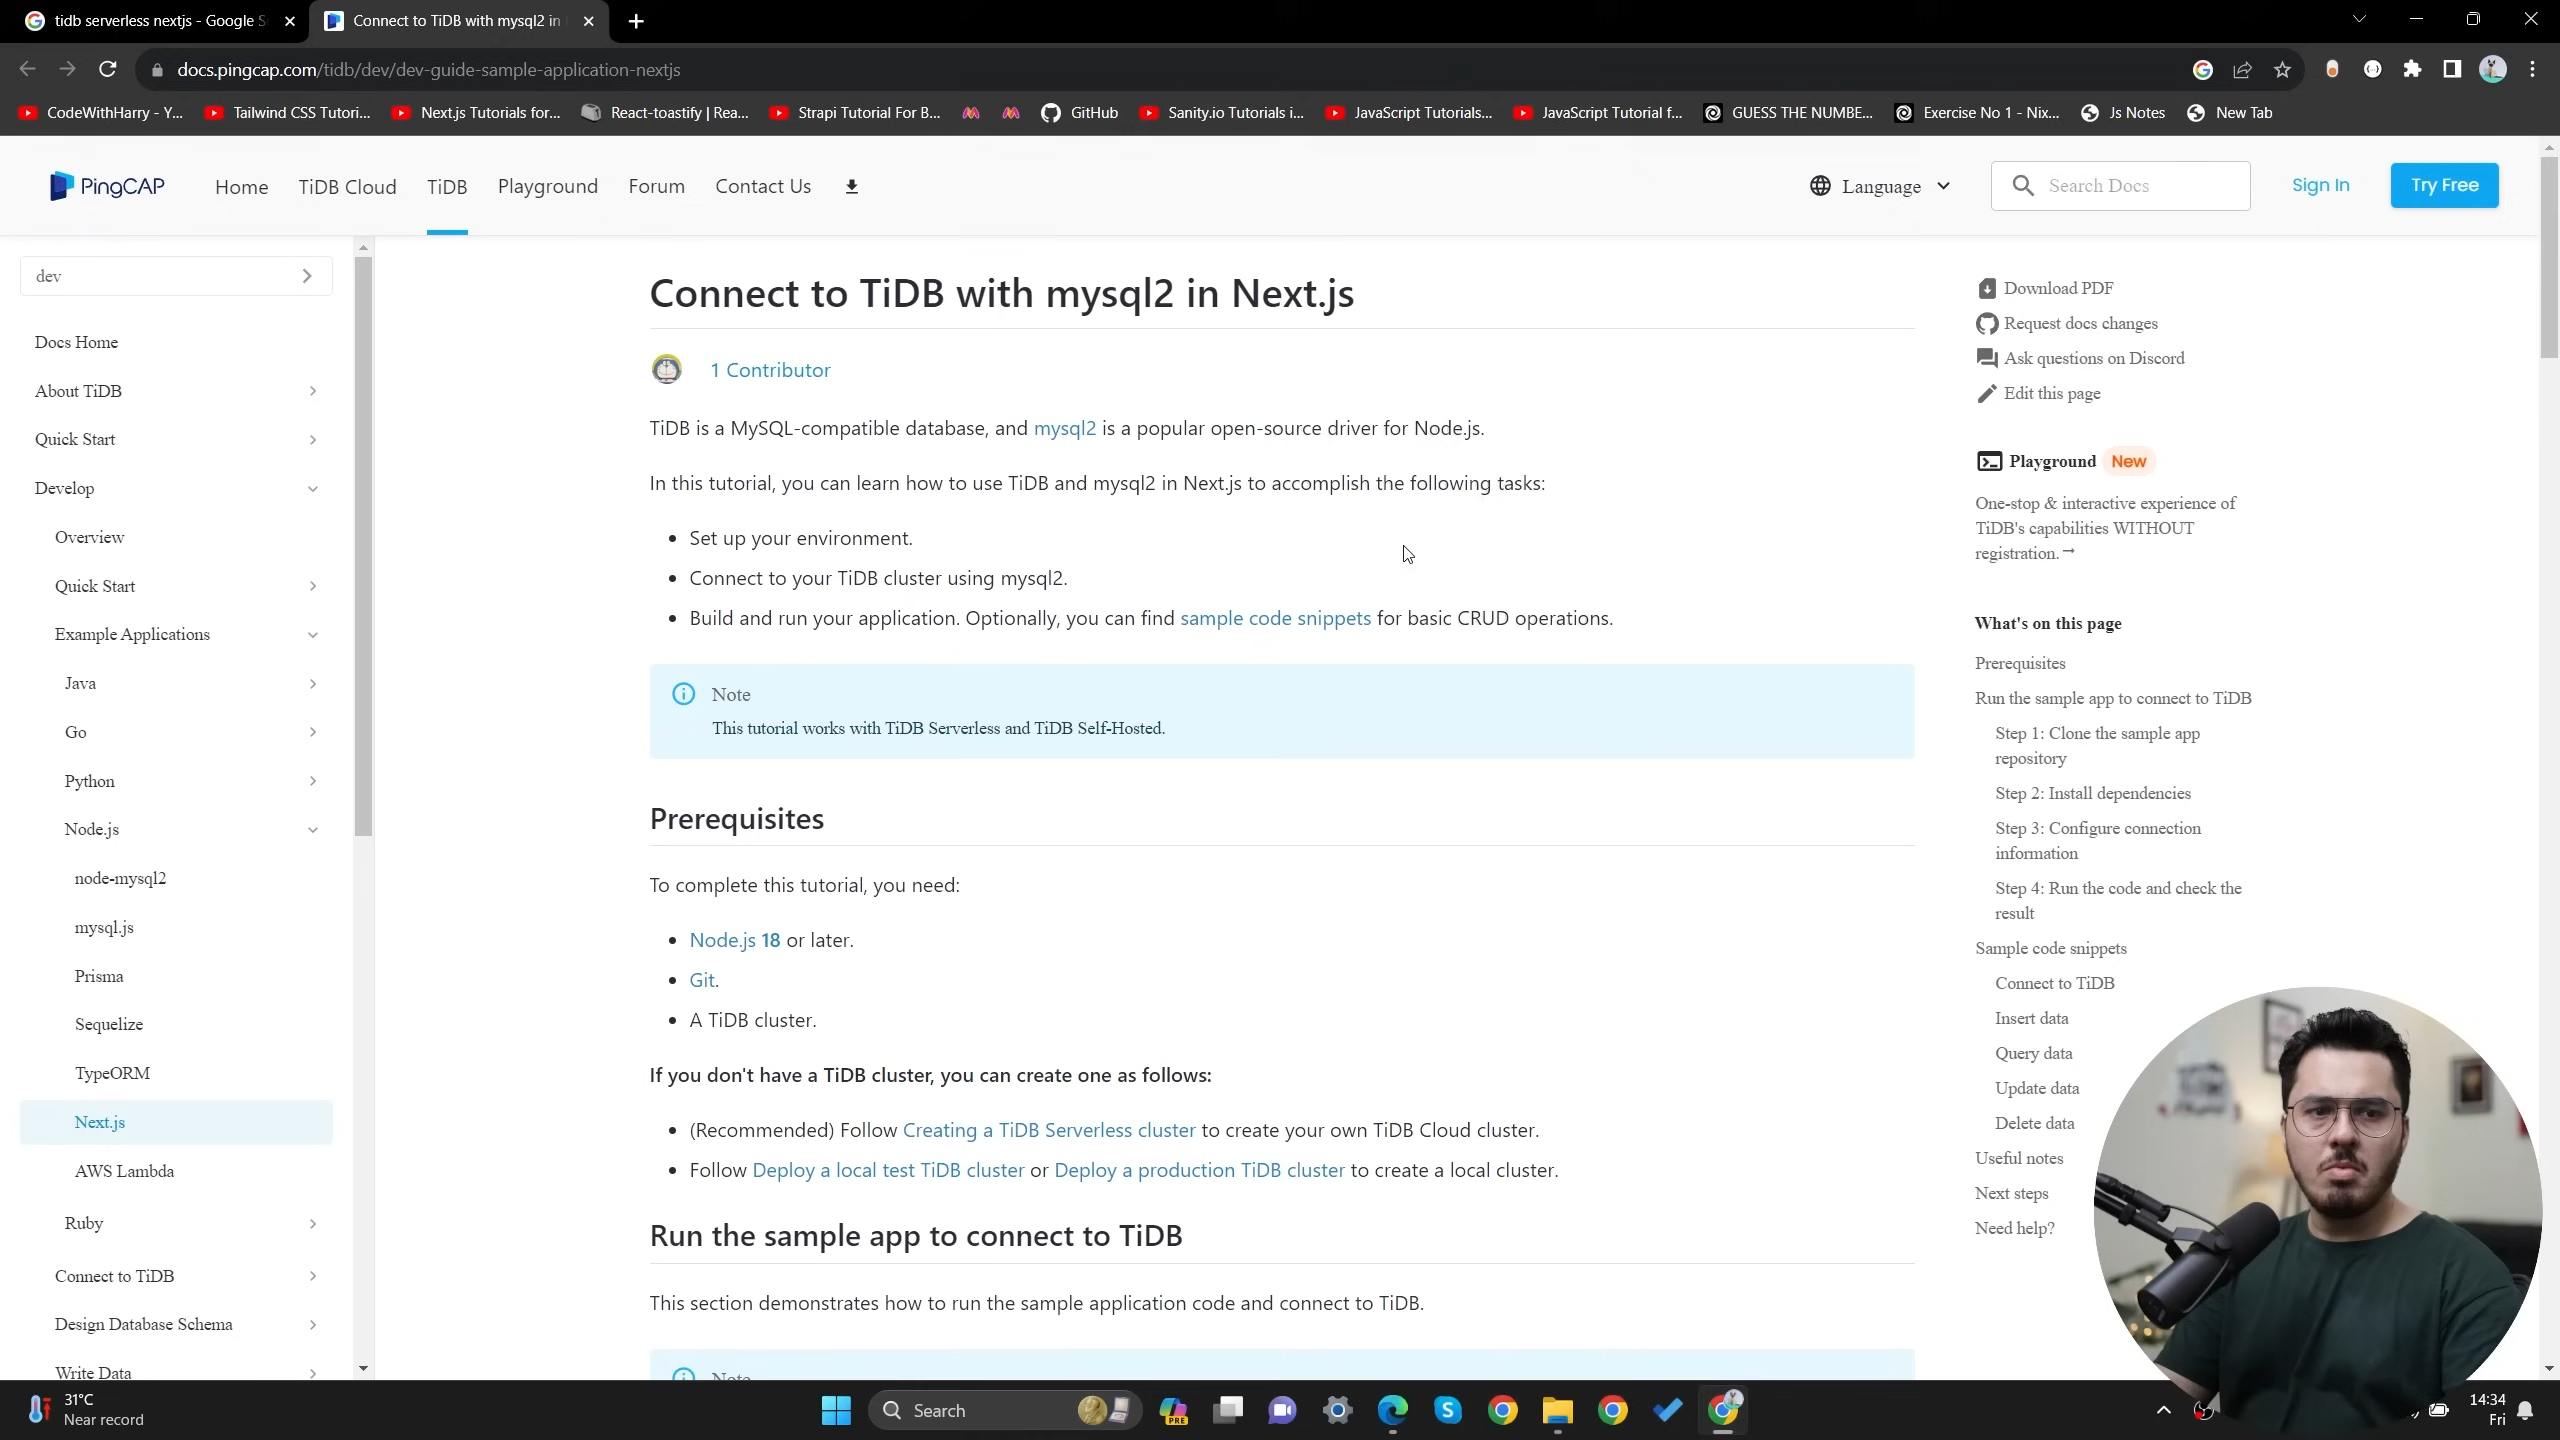 tidb serverless nextjs - Google S
Connect to TiDB with mysql2 in
docs.pingcap.com/tidb/dev/dev-guide-sample-application-nextjs
CodeWithHarry - Y...
Tailwind CSS Tutori...
Next.js Tutorials for...
React-toastify | Rea...
Strapi Tutorial For B...
GitHub
Sanity.io Tutorials i...
JavaScript Tutorials...
JavaScript Tutorial f...
GUESS THE NUMBE...
Exercise No 1 - Nix...
Js Notes
New Tab
PingCAP
Home
TiDB Cloud
TiDB
Playground
Forum
Contact Us
Language
Search Docs
Sign In
Try Free
dev
Docs Home
About TiDB
Quick Start
Develop
Overview
Quick Start
Example Applications
Java
Go
Python
Node.js
node-mysql2
mysql.js
Prisma
Sequelize
TypeORM
Next.js
AWS Lambda
Ruby
Connect to TiDB
Design Database Schema
Write Data
Connect to TiDB with mysql2 in Next.js
1 Contributor
TiDB is a MySQL-compatible database, and mysql2 is a popular open-source driver for Node.js.
In this tutorial, you can learn how to use TiDB and mysql2 in Next.js to accomplish the following tasks:
• Set up your environment.
• Connect to your TiDB cluster using mysql2.
• Build and run your application. Optionally, you can find sample code snippets for basic CRUD operations.
Note
This tutorial works with TiDB Serverless and TiDB Self-Hosted.
Prerequisites
To complete this tutorial, you need:
• Node.js 18 or later.
• Git.
• A TiDB cluster.
If you don't have a TiDB cluster, you can create one as follows:
• (Recommended) Follow Creating a TiDB Serverless cluster to create your own TiDB Cloud cluster.
• Follow Deploy a local test TiDB cluster or Deploy a production TiDB cluster to create a local cluster.
Run the sample app to connect to TiDB
This section demonstrates how to run the sample application code and connect to TiDB.
Note
Download PDF
Request docs changes
Ask questions on Discord
Edit this page
Playground New
One-stop & interactive experience of
TiDB's capabilities WITHOUT
registration. →
What's on this page
Prerequisites
Run the sample app to connect to TiDB
Step 1: Clone the sample app
repository
Step 2: Install dependencies
Step 3: Configure connection
information
Step 4: Run the code and check the
result
Sample code snippets
Connect to TiDB
Insert data
Query data
Update data
Delete data
Useful notes
Next steps
Need help?
31°C
Near record
Search
PRE
14:34
Fri